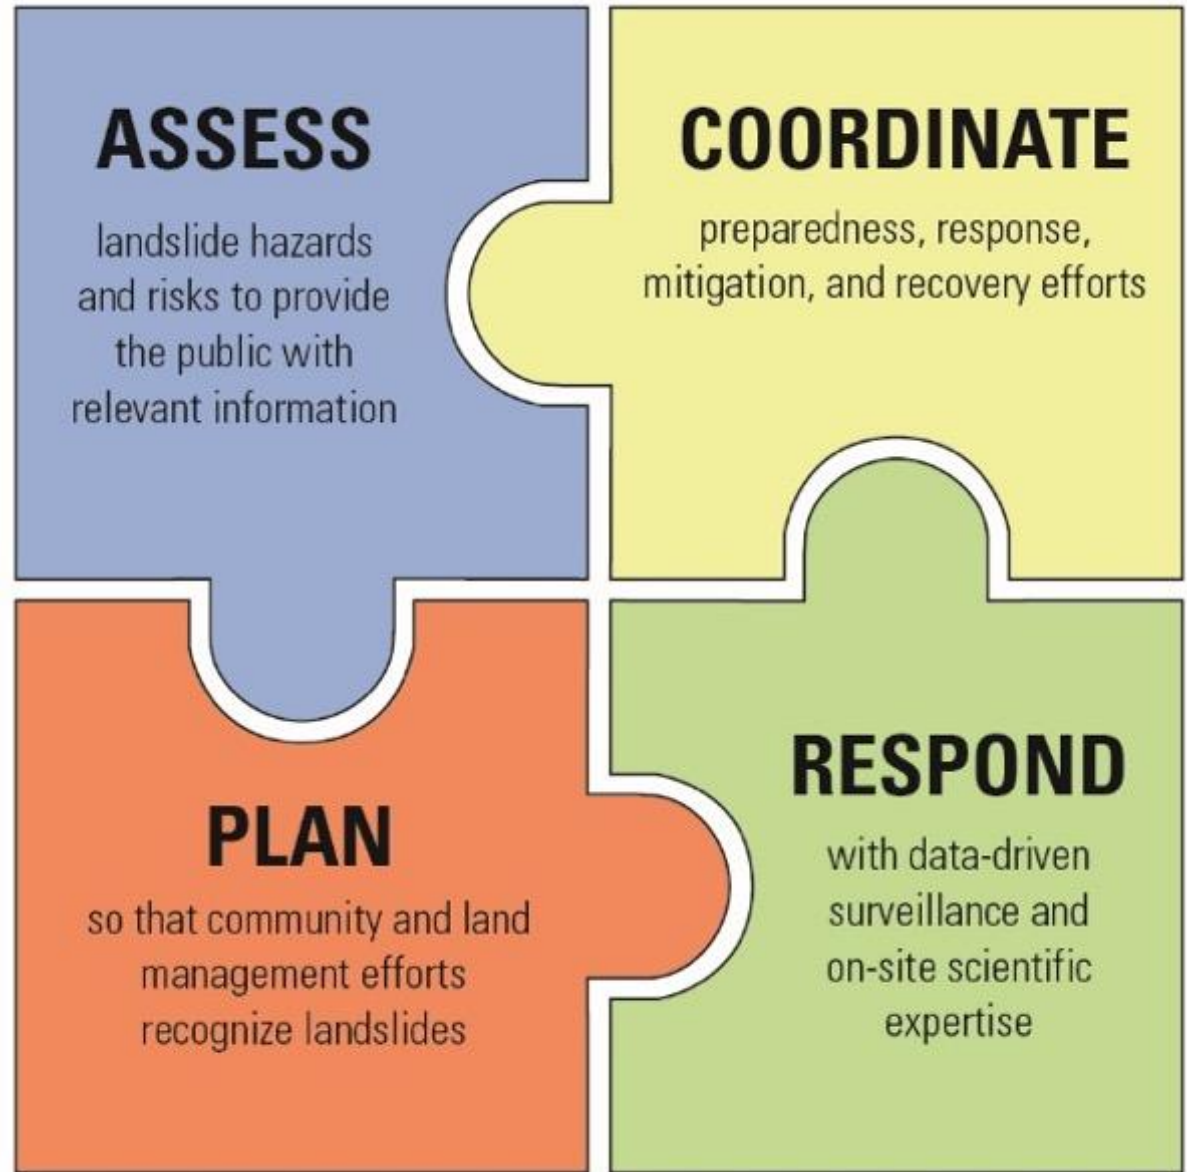 ASSESS
landslide hazards
and risks to provide
the public with
relevant information
COORDINATE
preparedness, response,
mitigation, and recovery efforts
PLAN
so that community and land
management efforts
recognize landslides
RESPOND
with data-driven
surveillance and
on-site scientific
expertise